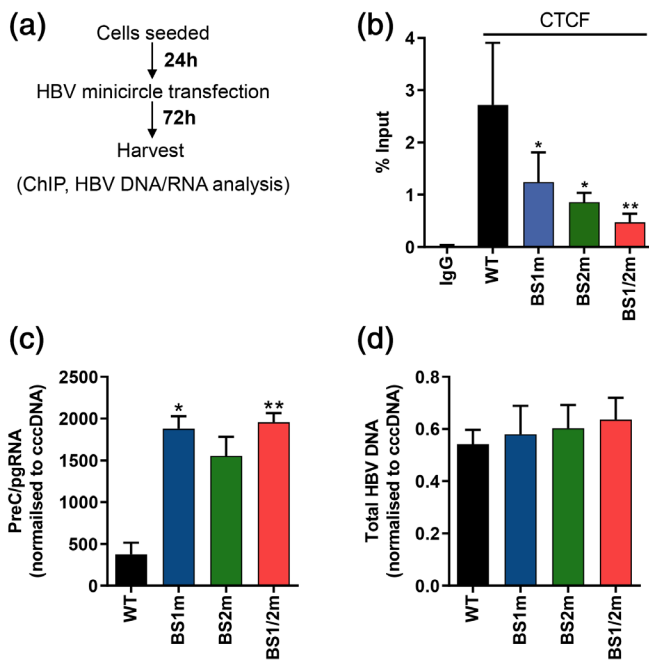 (a)
Cells seeded
24h
HBV minicircle transfection
72h
Harvest
(ChIP, HBV DNA/RNA analysis)
(b)
CTCF
% Input
4
3
2
1
0
*
*
**
IgG
WT
BS1m
BS2m
BS1/2m
(c)
PreC/pgRNA
(normailsed to cccDNA)
2500
2000
1500
1000
500
0
*
**
WT
BS1m
BS2m
BS1/2m
(d)
Total HBV DNA
(normalised to cccDNA)
0.8
0.6
0.4
0.2
0.0
WT
BS1m
BS2m
BS1/2m